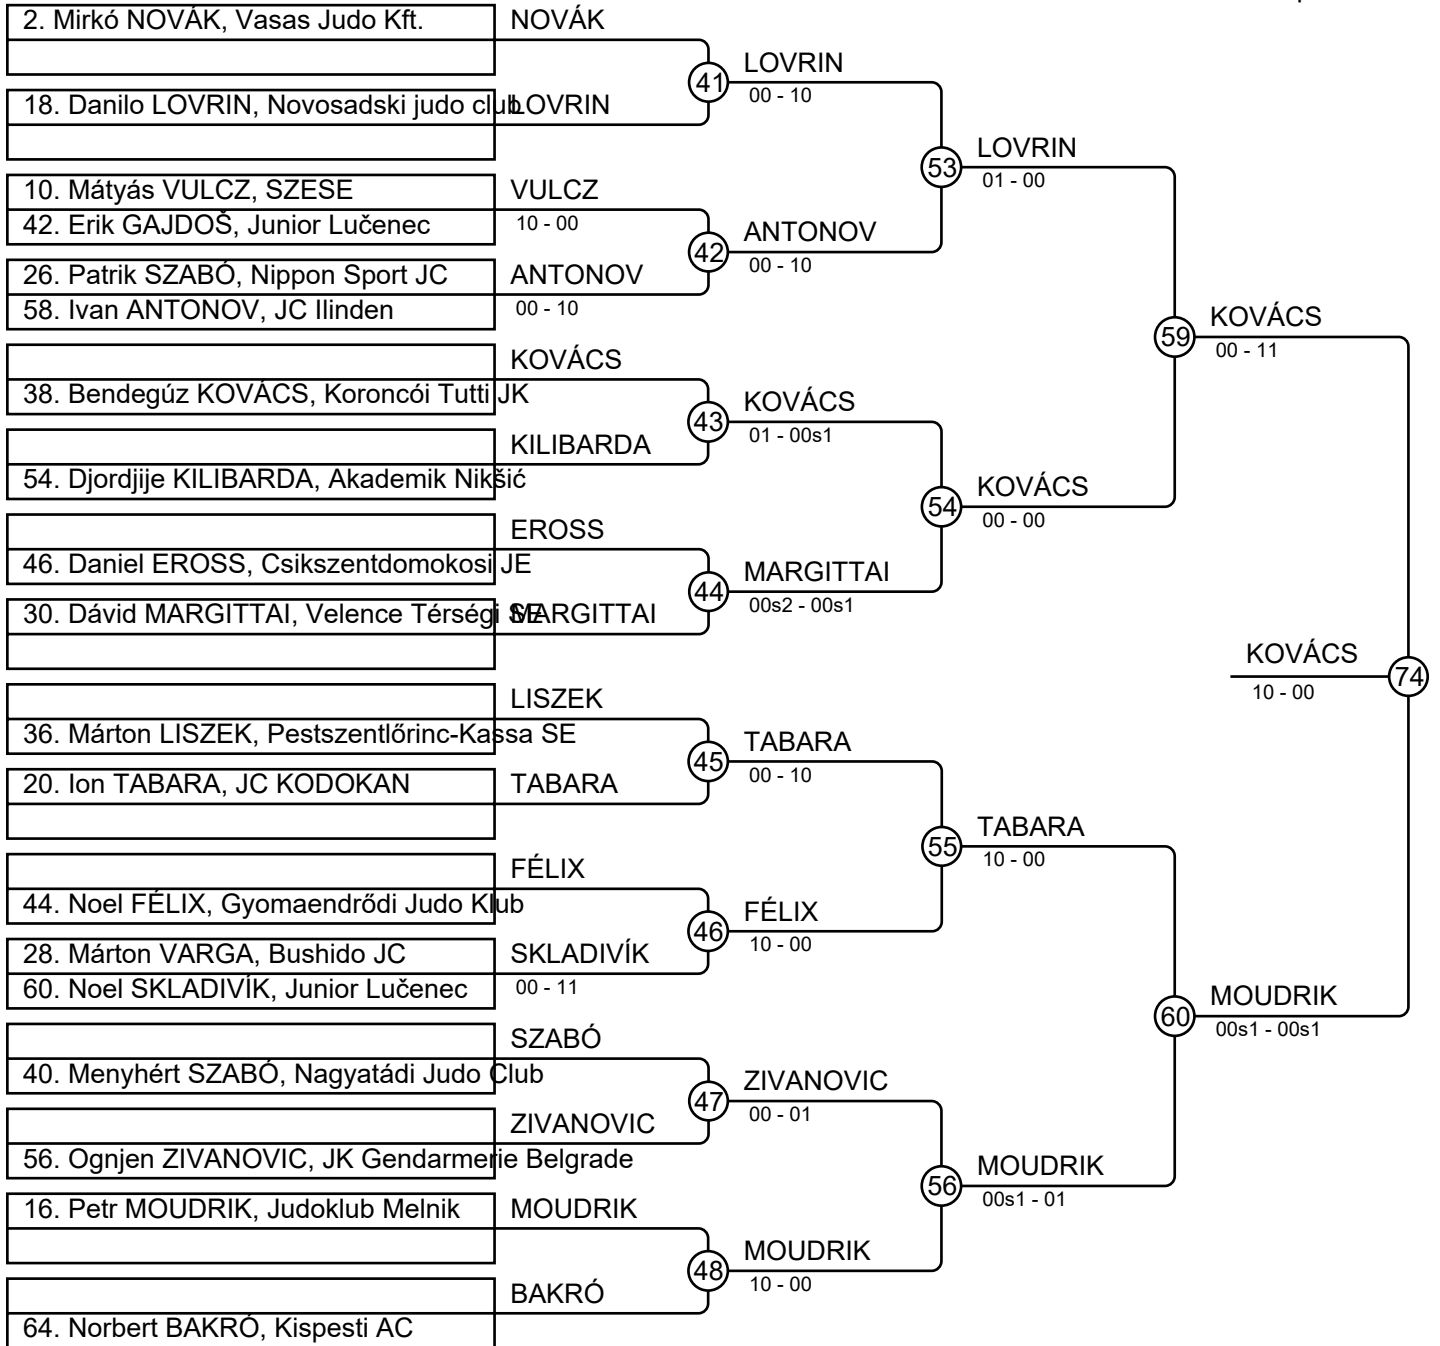 2. Mirkó NOVÁK, Vasas Judo Kft.
NOVÁK
41
LOVRIN
00 - 10
18. Danilo LOVRIN, Novosadski judo club
LOVRIN
53
LOVRIN
01 - 00
10. Mátyás VULCZ, SZESE
VULCZ
42. Erik GAJDOŠ, Junior Lučenec
10 - 00
42
ANTONOV
00 - 10
26. Patrik SZABÓ, Nippon Sport JC
ANTONOV
58. Ivan ANTONOV, JC Ilinden
00 - 10
59
KOVÁCS
00 - 11
KOVÁCS
38. Bendegúz KOVÁCS, Koroncói Tutti JK
43
KOVÁCS
01 - 00s1
KILIBARDA
54. Djordjije KILIBARDA, Akademik Nikšić
54
KOVÁCS
00 - 00
EROSS
46. Daniel EROSS, Csikszentdomokosi JE
44
MARGITTAI
00s2 - 00s1
30. Dávid MARGITTAI, Velence Térségi SE
MARGITTAI
KOVÁCS
74
10 - 00
LISZEK
36. Márton LISZEK, Pestszentlőrinc-Kassa SE
45
TABARA
00 - 10
20. Ion TABARA, JC KODOKAN
TABARA
55
TABARA
10 - 00
FÉLIX
44. Noel FÉLIX, Gyomaendrődi Judo Klub
46
FÉLIX
10 - 00
28. Márton VARGA, Bushido JC
SKLADIVÍK
60. Noel SKLADIVÍK, Junior Lučenec
00 - 11
60
MOUDRIK
00s1 - 00s1
SZABÓ
40. Menyhért SZABÓ, Nagyatádi Judo Club
47
ZIVANOVIC
00 - 01
ZIVANOVIC
56. Ognjen ZIVANOVIC, JK Gendarmerie Belgrade
56
MOUDRIK
00s1 - 01
16. Petr MOUDRIK, Judoklub Melnik
MOUDRIK
48
MOUDRIK
10 - 00
BAKRÓ
64. Norbert BAKRÓ, Kispesti AC